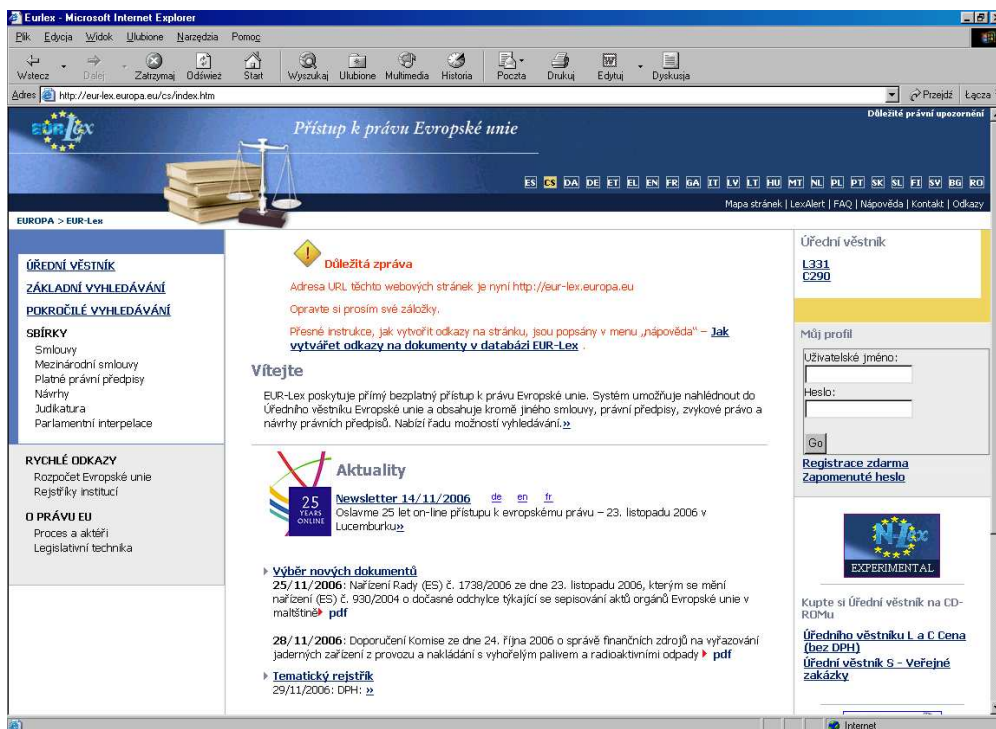 Eurlex - Microsoft Internet Explorer
Plik Edycja Widok Ulubione Narzędzia Pomoc
Wstecz Dalej Zatrzymaj Odśwież Start Wyszukaj Ulubione Multimedia Historia Poczta Drukuj Edytuj Dyskusja
Adres http://eur-lex.europa.eu/cs/index.htm Przejdź Łącza
Důležité právní upozornění
EUR-Lex
Přístup k právu Evropské unie
ES CS DA DE ET EL EN FR GA IT LV LT HU MT NL PL PT SK SL FI SV BG RO
Mapa stránek | LexAlert | FAQ | Nápověda | Kontakt | Odkazy
EUROPA > EUR-Lex
ÚŘEDNÍ VĚSTNÍK
ZÁKLADNÍ VYHLEDÁVÁNÍ
POKROČILÉ VYHLEDÁVÁNÍ
SBÍRKY
Smlouvy
Mezinárodní smlouvy
Platné právní předpisy
Návrhy
Judikatura
Parlamentní interpelace
RYCHLÉ ODKAZY
Rozpočet Evropské unie
Rejstříky institucí
O PRÁVU EU
Proces a aktéři
Legislativní technika
Důležitá zpráva
Adresa URL těchto webových stránek je nyní http://eur-lex.europa.eu
Opravte si prosím své záložky.
Přesné instrukce, jak vytvořit odkazy na stránku, jsou popsány v menu „nápověda" – Jak
vytvářet odkazy na dokumenty v databázi EUR-Lex .
Vítejte
EUR-Lex poskytuje přímý bezplatný přístup k právu Evropské unie. Systém umožňuje nahlédnout do
Úředního věstníku Evropské unie a obsahuje kromě jiného smlouvy, právní předpisy, zvykové právo a
návrhy právních předpisů. Nabízí řadu možností vyhledávání.»
25
YEARS
ONLINE
Aktuality
Newsletter 14/11/2006 de en fr
Oslavme 25 let on-line přístupu k evropskému právu – 23. listopadu 2006 v
Lucemburku»
Výběr nových dokumentů
25/11/2006: Nařízení Rady (ES) č. 1738/2006 ze dne 23. listopadu 2006, kterým se mění
nařízení (ES) č. 930/2004 o dočasné odchylce týkající se sepisování aktů orgánů Evropské unie v
maltštině pdf
28/11/2006: Doporučení Komise ze dne 24. října 2006 o správě finančních zdrojů na vyřazování
jaderných zařízení z provozu a nakládání s vyhořelým palivem a radioaktivními odpady pdf
Tematický rejstřík
29/11/2006: DPH: »
Úřední věstník
L331
C290
Můj profil
Uživatelské jméno:
Heslo:
Go
Registrace zdarma
Zapomenuté heslo
N-Lex
EXPERIMENTAL
Kupte si Úřední věstník na CD-
ROMu
Úředního věstníku L a C Cena
(bez DPH)
Úřední věstník S – Veřejné
zakázky
Internet